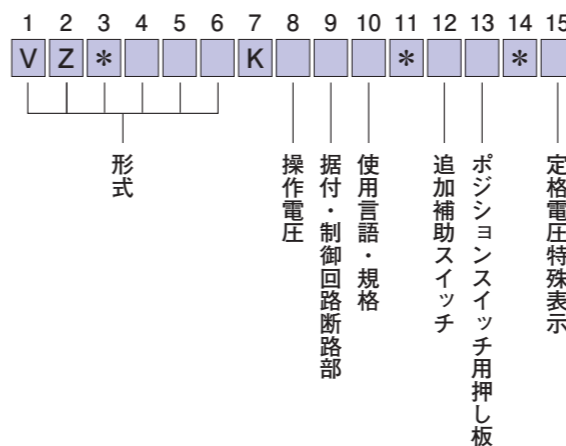 1 2 3 4 5 6 7 8 9 10 11 12 13 14 15
V Z * K * *
形式
操作電圧
据付・制御回路断路部
使用言語・規格
追加補助スイッチ
ポジションスイッチ用押し板
定格電圧特殊表示